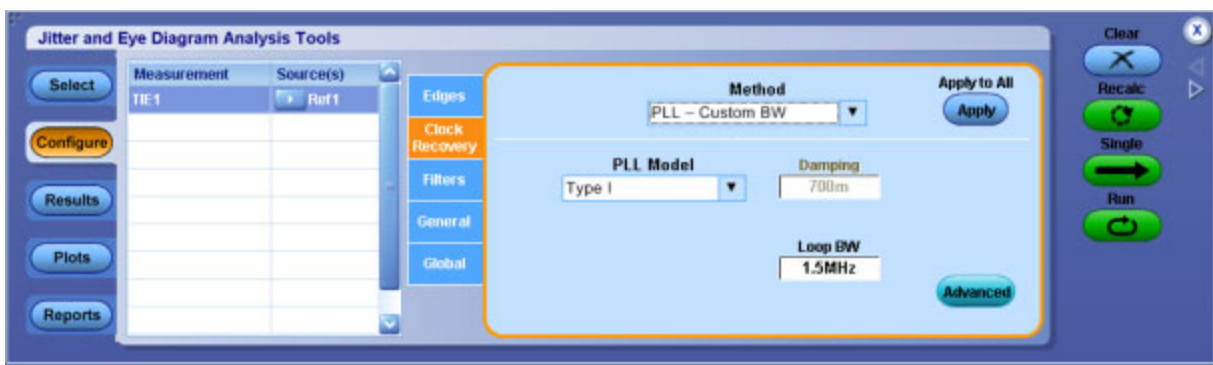 Jitter and Eye Diagram Analysis Tools
Select
Configure
Results
Plots
Reports
Measurement Source(s)
TIE1 Ref1
Edges
Clock
Recovery
Filters
General
Global
Method
PLL – Custom BW
Apply to All
Apply
PLL Model
Type I
Damping
700m
Loop BW
1.5MHz
Advanced
Clear
X
Recalc
Single
Run